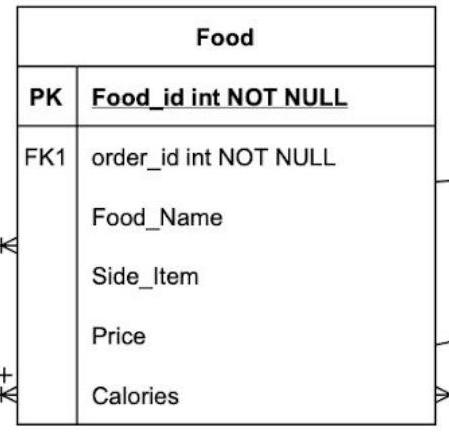 Food
PK Food_id int NOT NULL
FK1 order_id int NOT NULL
Food_Name
Side_Item
Price
Calories